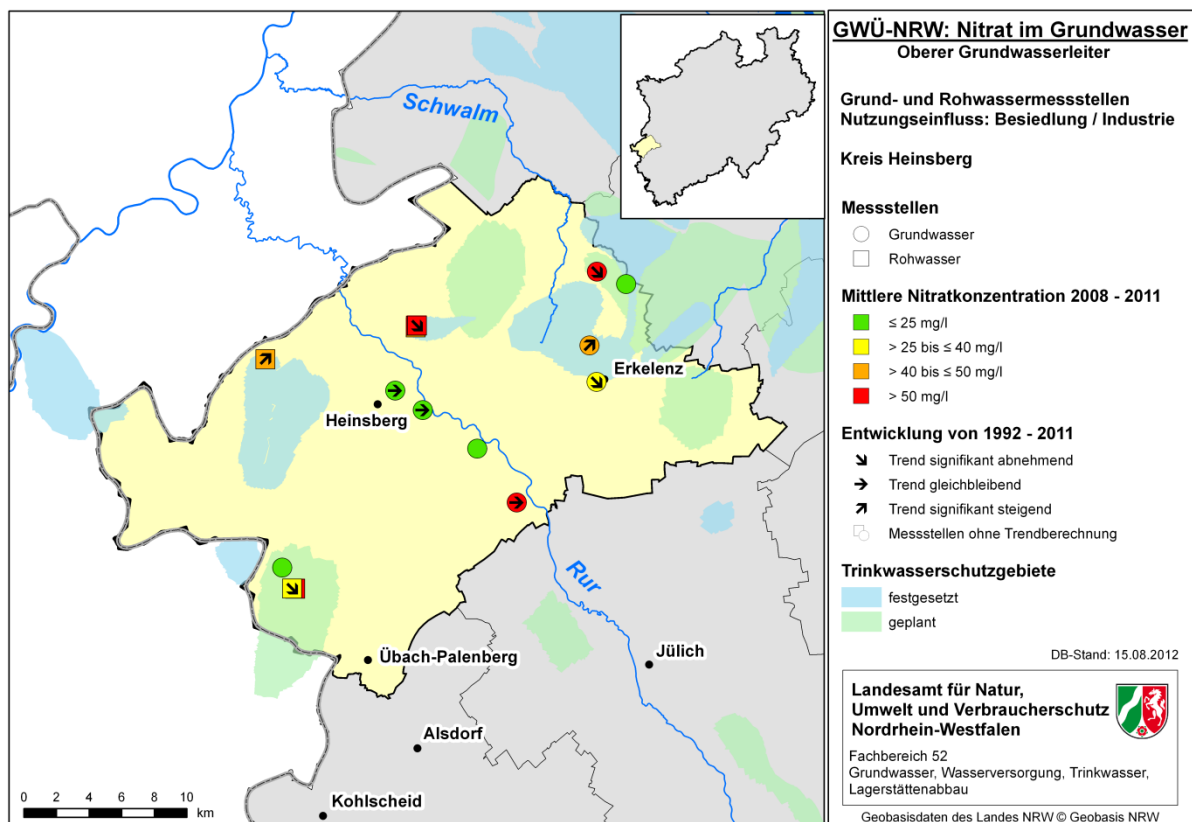 GWÜ-NRW: Nitrat im Grundwasser
Oberer Grundwasserleiter
Grund- und Rohwassermessstellen
Nutzungseinfluss: Besiedlung / Industrie
Kreis Heinsberg
Messstellen
Grundwasser
Rohwasser
Mittlere Nitratkonzentration 2008 - 2011
≤ 25 mg/l
> 25 bis ≤ 40 mg/l
> 40 bis ≤ 50 mg/l
> 50 mg/l
Entwicklung von 1992 - 2011
Trend signifikant abnehmend
Trend gleichbleibend
Trend signifikant steigend
Messstellen ohne Trendberechnung
Trinkwasserschutzgebiete
festgesetzt
geplant
DB-Stand: 15.08.2012
Landesamt für Natur,
Umwelt und Verbraucherschutz
Nordrhein-Westfalen
Fachbereich 52
Grundwasser, Wasserversorgung, Trinkwasser,
Lagerstättenabbau
Geobasisdaten des Landes NRW © Geobasis NRW
Schwalm
Erkelenz
Heinsberg
Rur
Übach-Palenberg
Jülich
Alsdorf
Kohlscheid
0 2 4 6 8 10
km